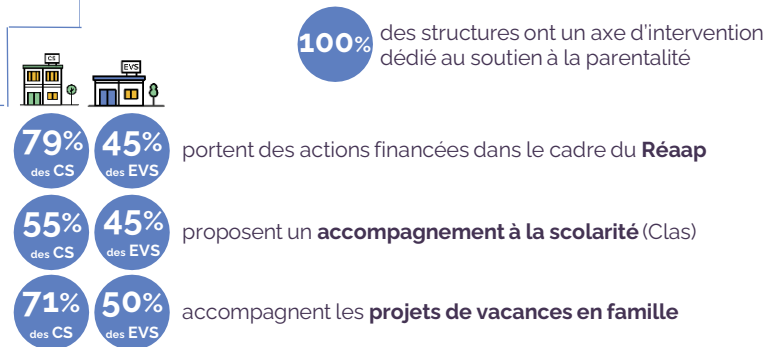 100% des structures ont un axe d'intervention
dédié au soutien à la parentalité
CS
EVS
79% des CS
45% des EVS
portent des actions financées dans le cadre du Réaap
55% des CS
45% des EVS
proposent un accompagnement à la scolarité (Clas)
71% des CS
50% des EVS
accompagnent les projets de vacances en famille